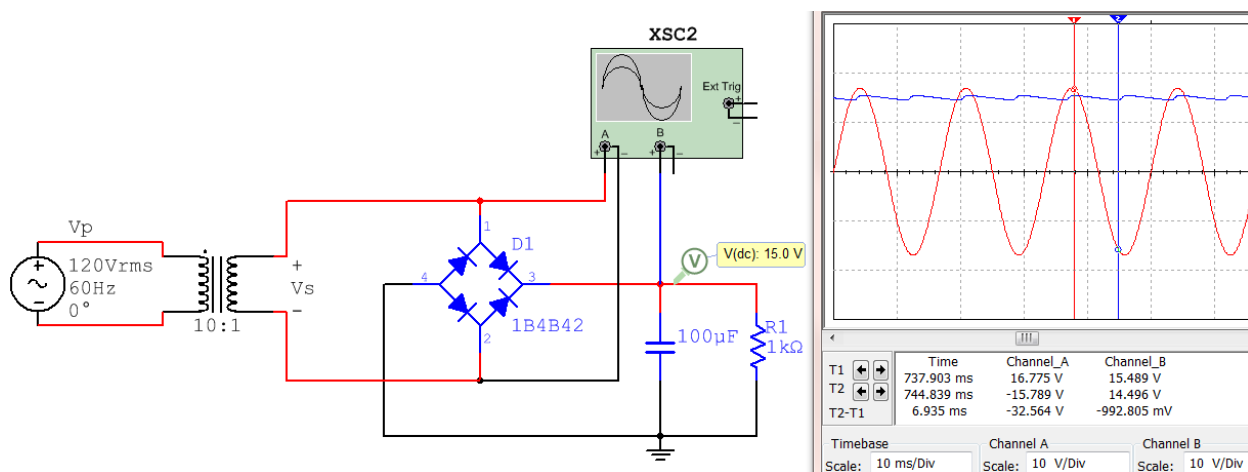 XSC2
Ext Trig
+
−
A
B
+ − + −
Vp
120Vrms
60Hz
0°
10:1
+
Vs
−
1
D1
4
3
1B4B42
2
V
V(dc): 15.0 V
100µF
R1
1kΩ
1 2
Time Channel_A Channel_B
T1 737.903 ms 16.775 V 15.489 V
T2 744.839 ms -15.789 V 14.496 V
T2-T1 6.935 ms -32.564 V -992.805 mV
Timebase Channel A Channel B
Scale: 10 ms/Div Scale: 10 V/Div Scale: 10 V/Div